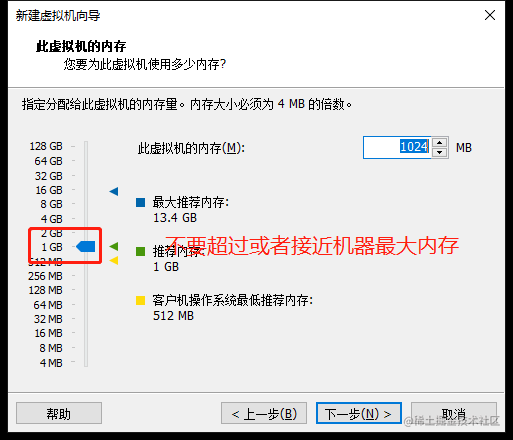 新建虚拟机向导
此虚拟机的内存
您要为此虚拟机使用多少内存?
指定分配给此虚拟机的内存量。内存大小必须为 4 MB 的倍数。
128 GB
64 GB
32 GB
16 GB
8 GB
4 GB
2 GB
1 GB
512 MB
256 MB
128 MB
64 MB
32 MB
16 MB
8 MB
4 MB
此虚拟机的内存(M): 1024 MB
最大推荐内存:
13.4 GB
不要超过或者接近机器最大内存
推荐内存:
1 GB
客户机操作系统最低推荐内存:
512 MB
帮助 < 上一步(B) 下一步(N) > 取消
@稀土掘金技术社区